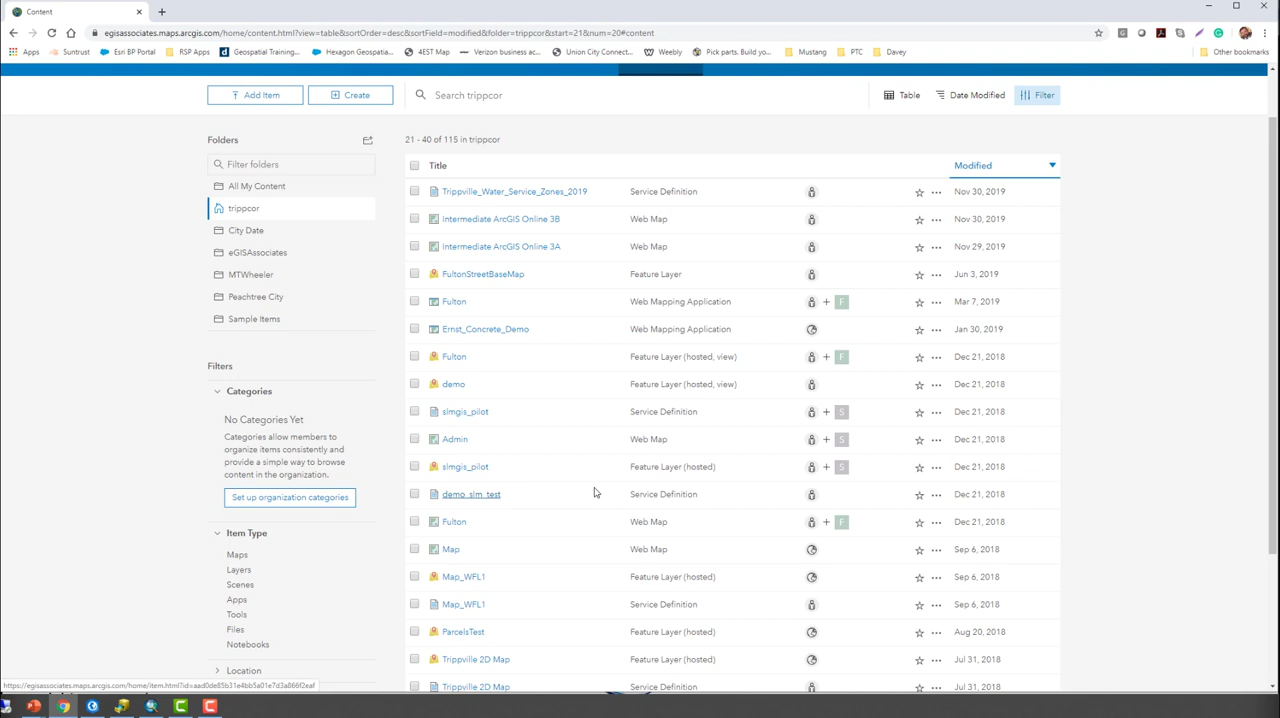 Content
egisassociates.maps.arcgis.com/home/content.html?view=table&sortOrder=desc&sortField=modified&folder=trippcor&start=21&num=20#content
Apps Suntrust Esri BP Portal RSP Apps Geospatial Training... Hexagon Geospatia... 4EST Map Verizon business ac... Union City Connect... Weebly Pick parts. Build yo... Mustang PTC Davey Other bookmarks
Add Item Create Search trippcor Table Date Modified Filter
Folders
Filter folders
All My Content
trippcor
City Date
eGISAssociates
MTWheeler
Peachtree City
Sample Items
Filters
Categories
No Categories Yet
Categories allow members to
organize items consistently and
provide a simple way to browse
content in the organization.
Set up organization categories
Item Type
Maps
Layers
Scenes
Apps
Tools
Files
Notebooks
Location
21 - 40 of 115 in trippcor
Title Modified
Trippville_Water_Service_Zones_2019 Service Definition Nov 30, 2019
Intermediate ArcGIS Online 3B Web Map Nov 30, 2019
Intermediate ArcGIS Online 3A Web Map Nov 29, 2019
FultonStreetBaseMap Feature Layer Jun 3, 2019
Fulton Web Mapping Application + F Mar 7, 2019
Ernst_Concrete_Demo Web Mapping Application Jan 30, 2019
Fulton Feature Layer (hosted, view) + F Dec 21, 2018
demo Feature Layer (hosted, view) Dec 21, 2018
slmgis_pilot Service Definition + S Dec 21, 2018
Admin Web Map + S Dec 21, 2018
slmgis_pilot Feature Layer (hosted) + S Dec 21, 2018
demo_slm_test Service Definition Dec 21, 2018
Fulton Web Map + F Dec 21, 2018
Map Web Map Sep 6, 2018
Map_WFL1 Feature Layer (hosted) Sep 6, 2018
Map_WFL1 Service Definition Sep 6, 2018
ParcelsTest Feature Layer (hosted) Aug 20, 2018
Trippville 2D Map Feature Layer (hosted) Jul 31, 2018
Trippville 2D Map Service Definition Jul 31, 2018
https://egisassociates.maps.arcgis.com/home/item.html?id=aad0de85b31e4bb5a01e7d3a866f2eaf